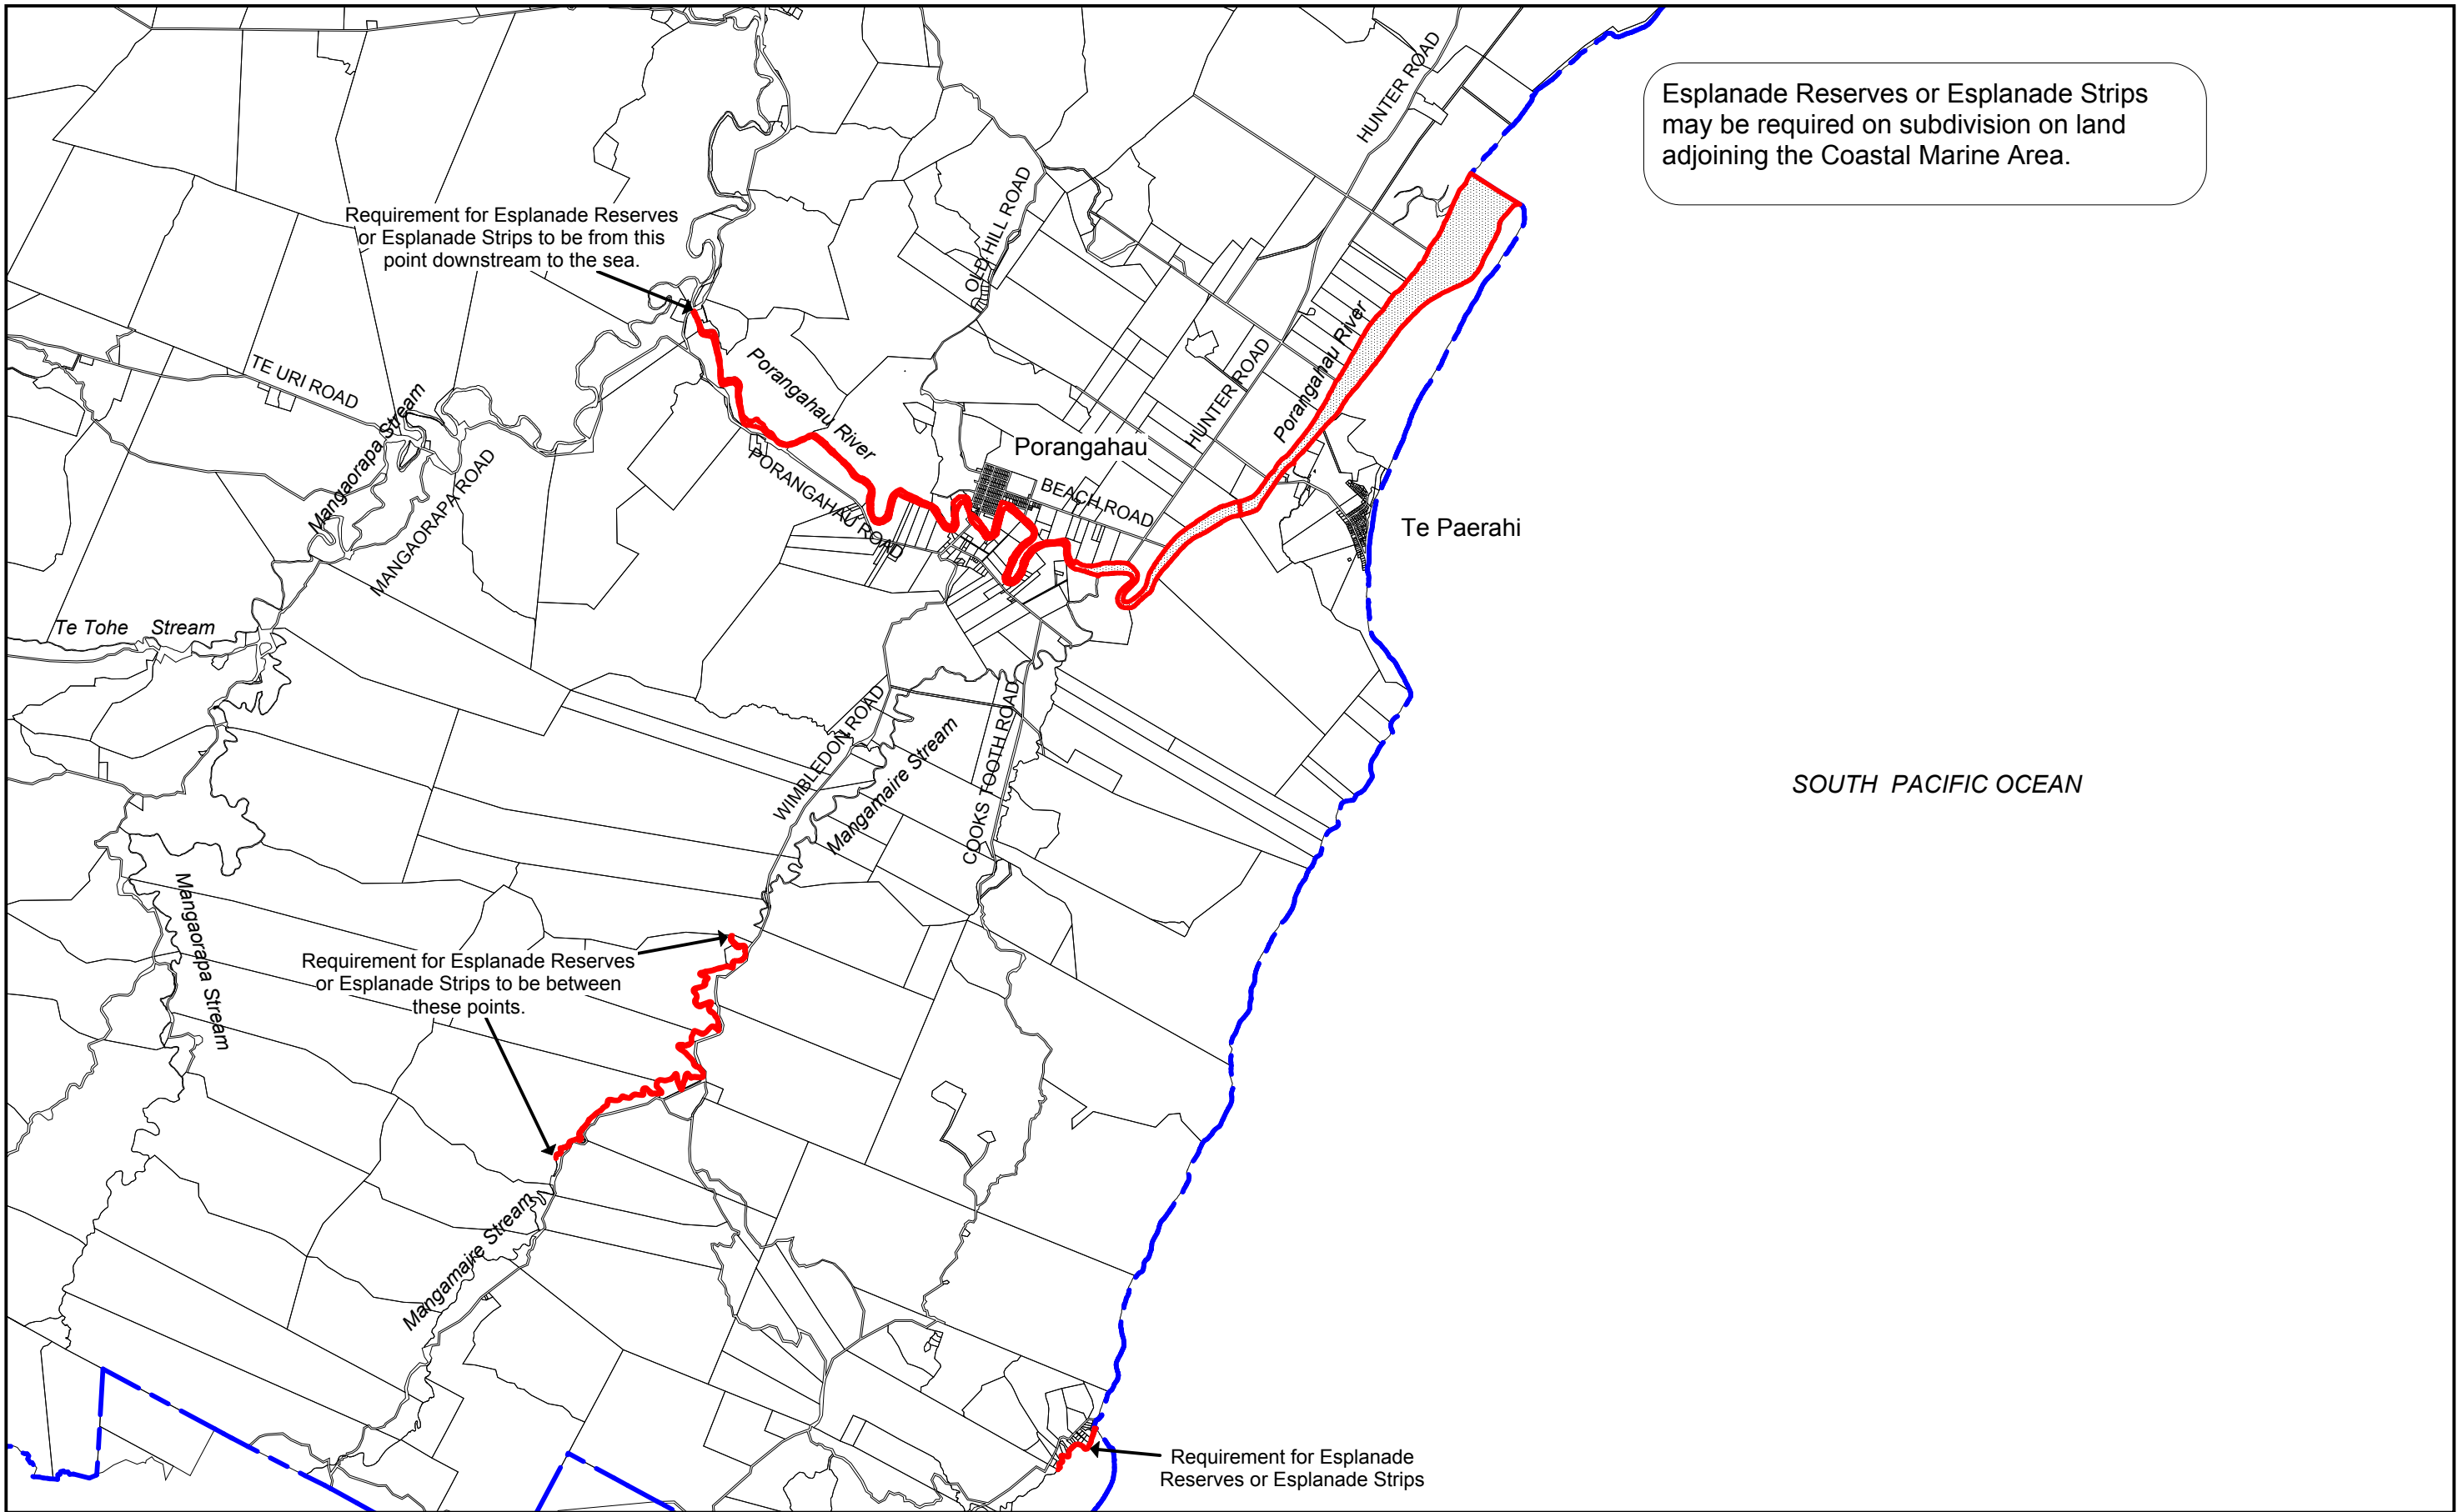 HUNTER ROAD
Esplanade Reserves or Esplanade Strips
may be required on subdivision on land
adjoining the Coastal Marine Area.
Requirement for Esplanade Reserves
or Esplanade Strips to be from this
point downstream to the sea.
OLD HILL ROAD
TE URI ROAD
Mangaorapa Stream
Porangahau River
Porangahau River
HUNTER ROAD
Porangahau
BEACH ROAD
PORANGAHAU ROAD
MANGAORAPA ROAD
Te Paerahi
Te Tohe Stream
WIMBLEDON ROAD
Mangamaire Stream
COOKS TOOTH ROAD
SOUTH PACIFIC OCEAN
Mangaorapa Stream
Requirement for Esplanade Reserves
or Esplanade Strips to be between
these points.
Mangamaire Stream
Requirement for Esplanade
Reserves or Esplanade Strips